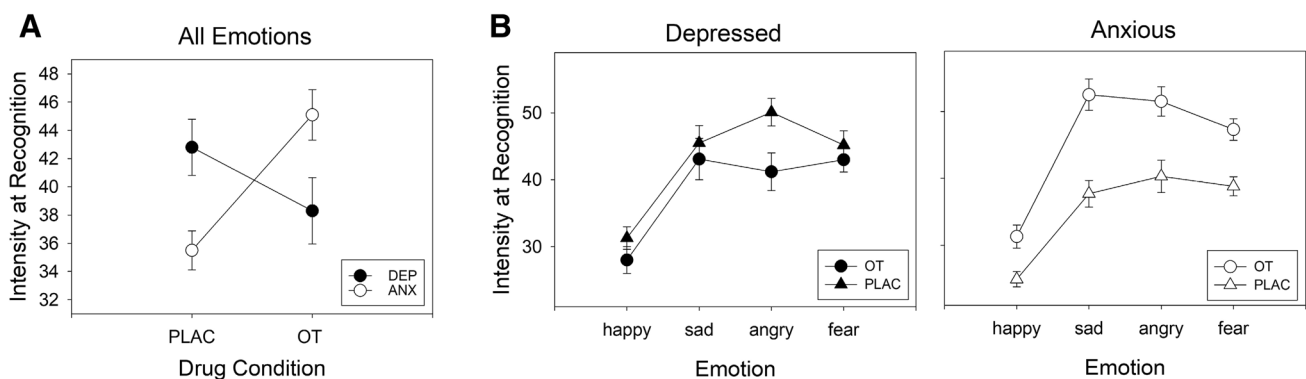 A
All Emotions
Intensity at Recognition
48
46
44
42
40
38
36
34
32
DEP
ANX
PLAC
OT
Drug Condition
B
Depressed
Intensity at Recognition
50
40
30
OT
PLAC
happy
sad
angry
fear
Emotion
Anxious
OT
PLAC
happy
sad
angry
fear
Emotion